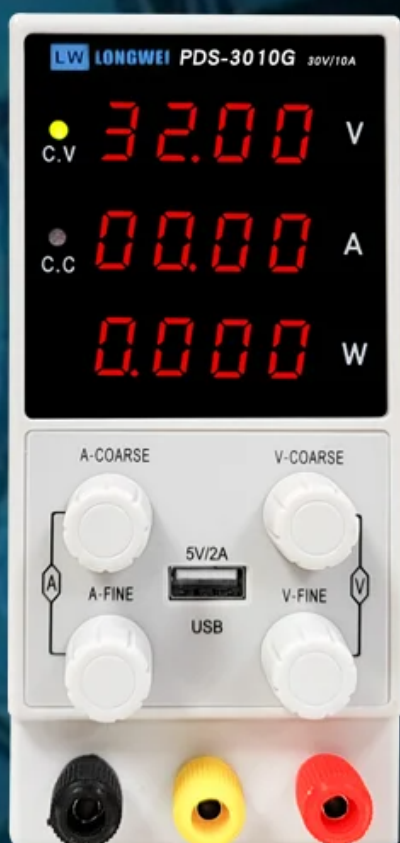 LW LONGWEI PDS-3010G 30V/10A
C.V 32.00 V
C.C 00.00 A
0.000 W
A-COARSE V-COARSE
5V/2A
A A-FINE V-FINE V
USB